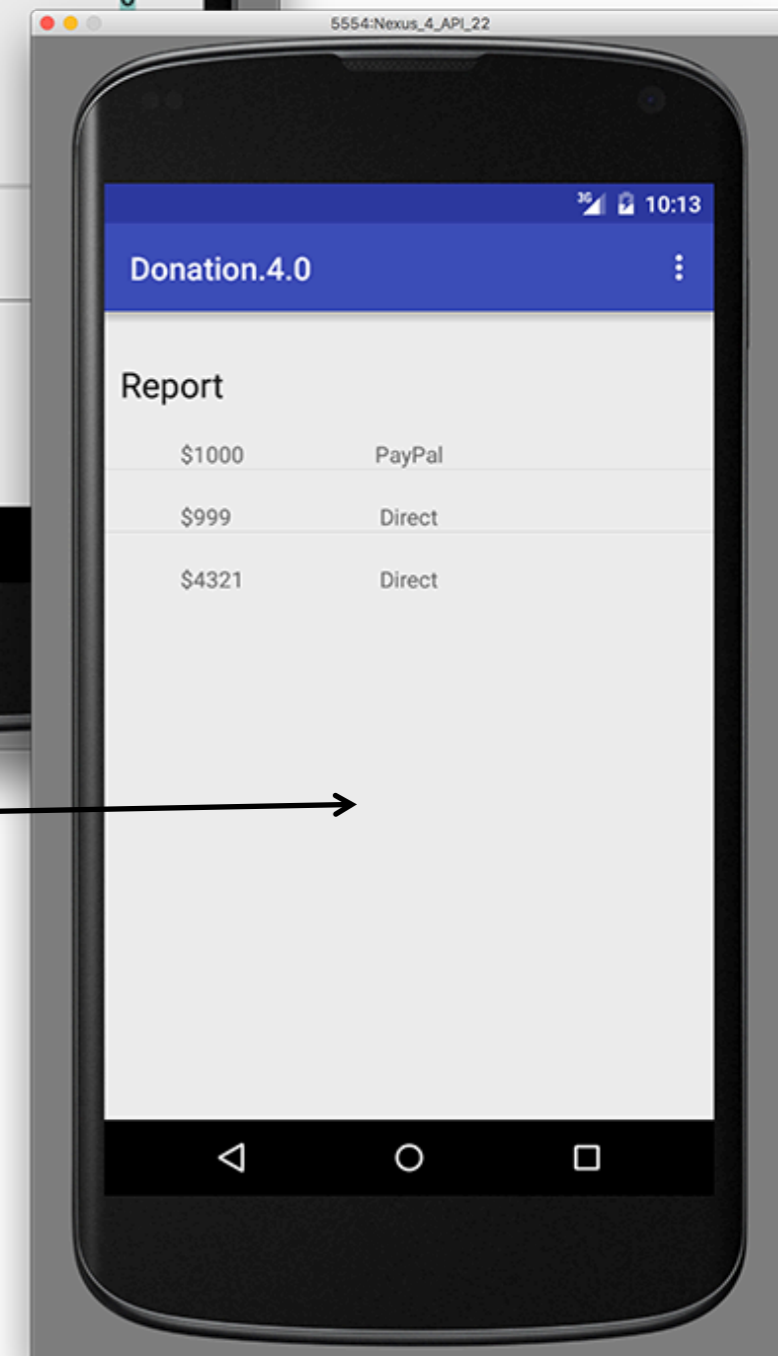 5554:Nexus_4_API_22
3G 10:13
Donation.4.0
Report
$1000 PayPal
$999 Direct
$4321 Direct